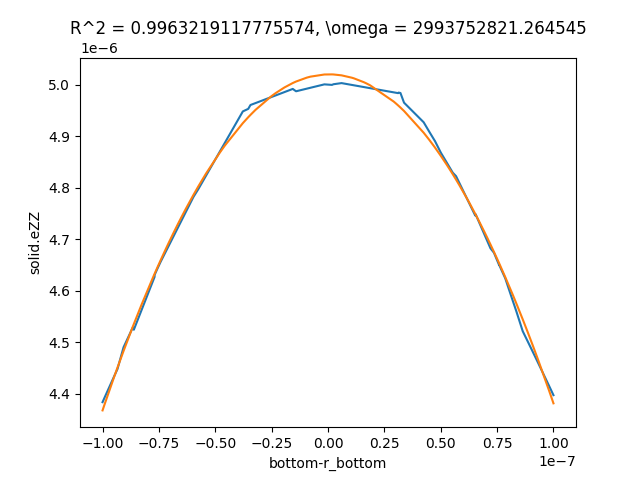 R^2 = 0.9963219117775574, \omega = 2993752821.264545
1e−6
5.0
4.9
4.8
4.7
4.6
4.5
4.4
solid.eZZ
−1.00 −0.75 −0.50 −0.25 0.00 0.25 0.50 0.75 1.00
bottom-r_bottom
1e−7